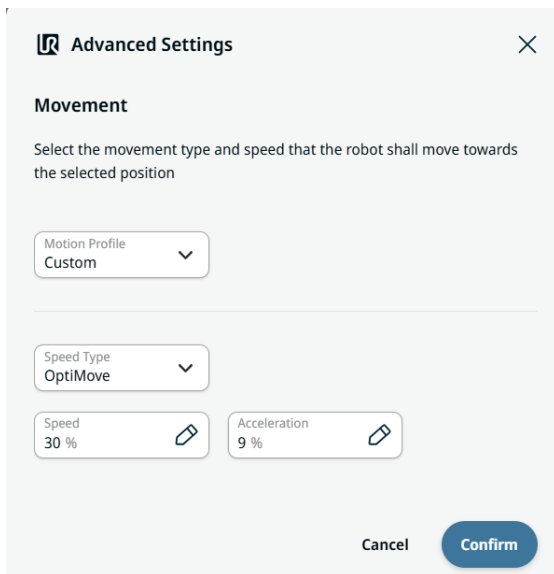 UR Advanced Settings
Movement
Select the movement type and speed that the robot shall move towards
the selected position
Motion Profile
Custom
Speed Type
OptiMove
Speed
30 %
Acceleration
9 %
Cancel
Confirm